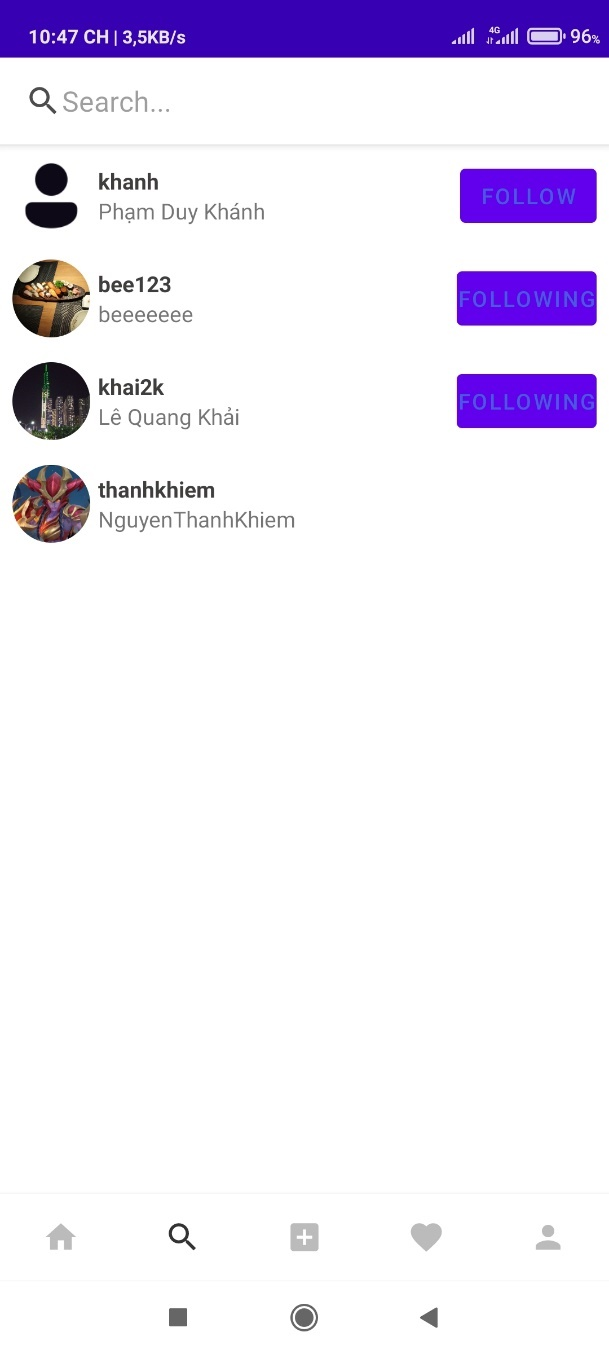 10:47 CH | 3,5KB/s 4G 96%
Search...
khanh
Phạm Duy Khánh
FOLLOW
bee123
beeeeeee
FOLLOWING
khai2k
Lê Quang Khải
FOLLOWING
thanhkhiem
NguyenThanhKhiem